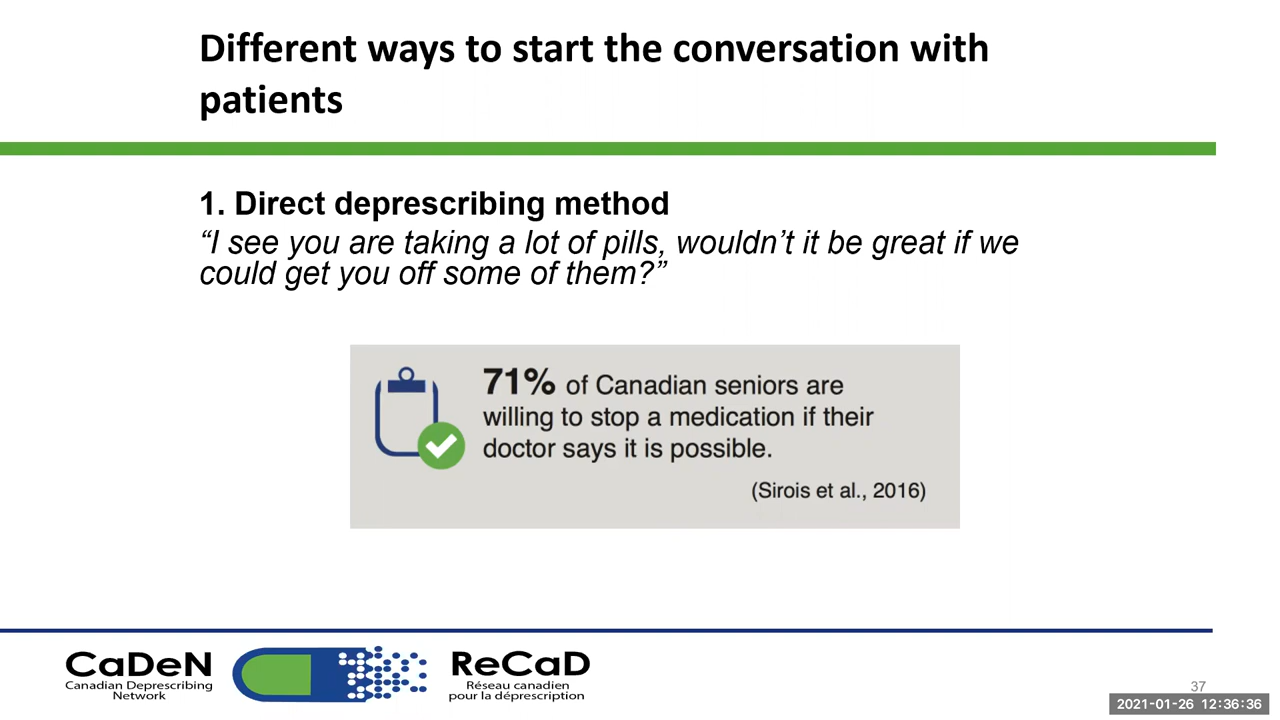 Different ways to start the conversation with
patients
1. Direct deprescribing method
“I see you are taking a lot of pills, wouldn’t it be great if we
could get you off some of them?”
71% of Canadian seniors are
willing to stop a medication if their
doctor says it is possible.
(Sirois et al., 2016)
CaDeN
Canadian Deprescribing
Network
ReCaD
Réseau canadien
pour la déprescription
37
2021-01-26 12:36:36